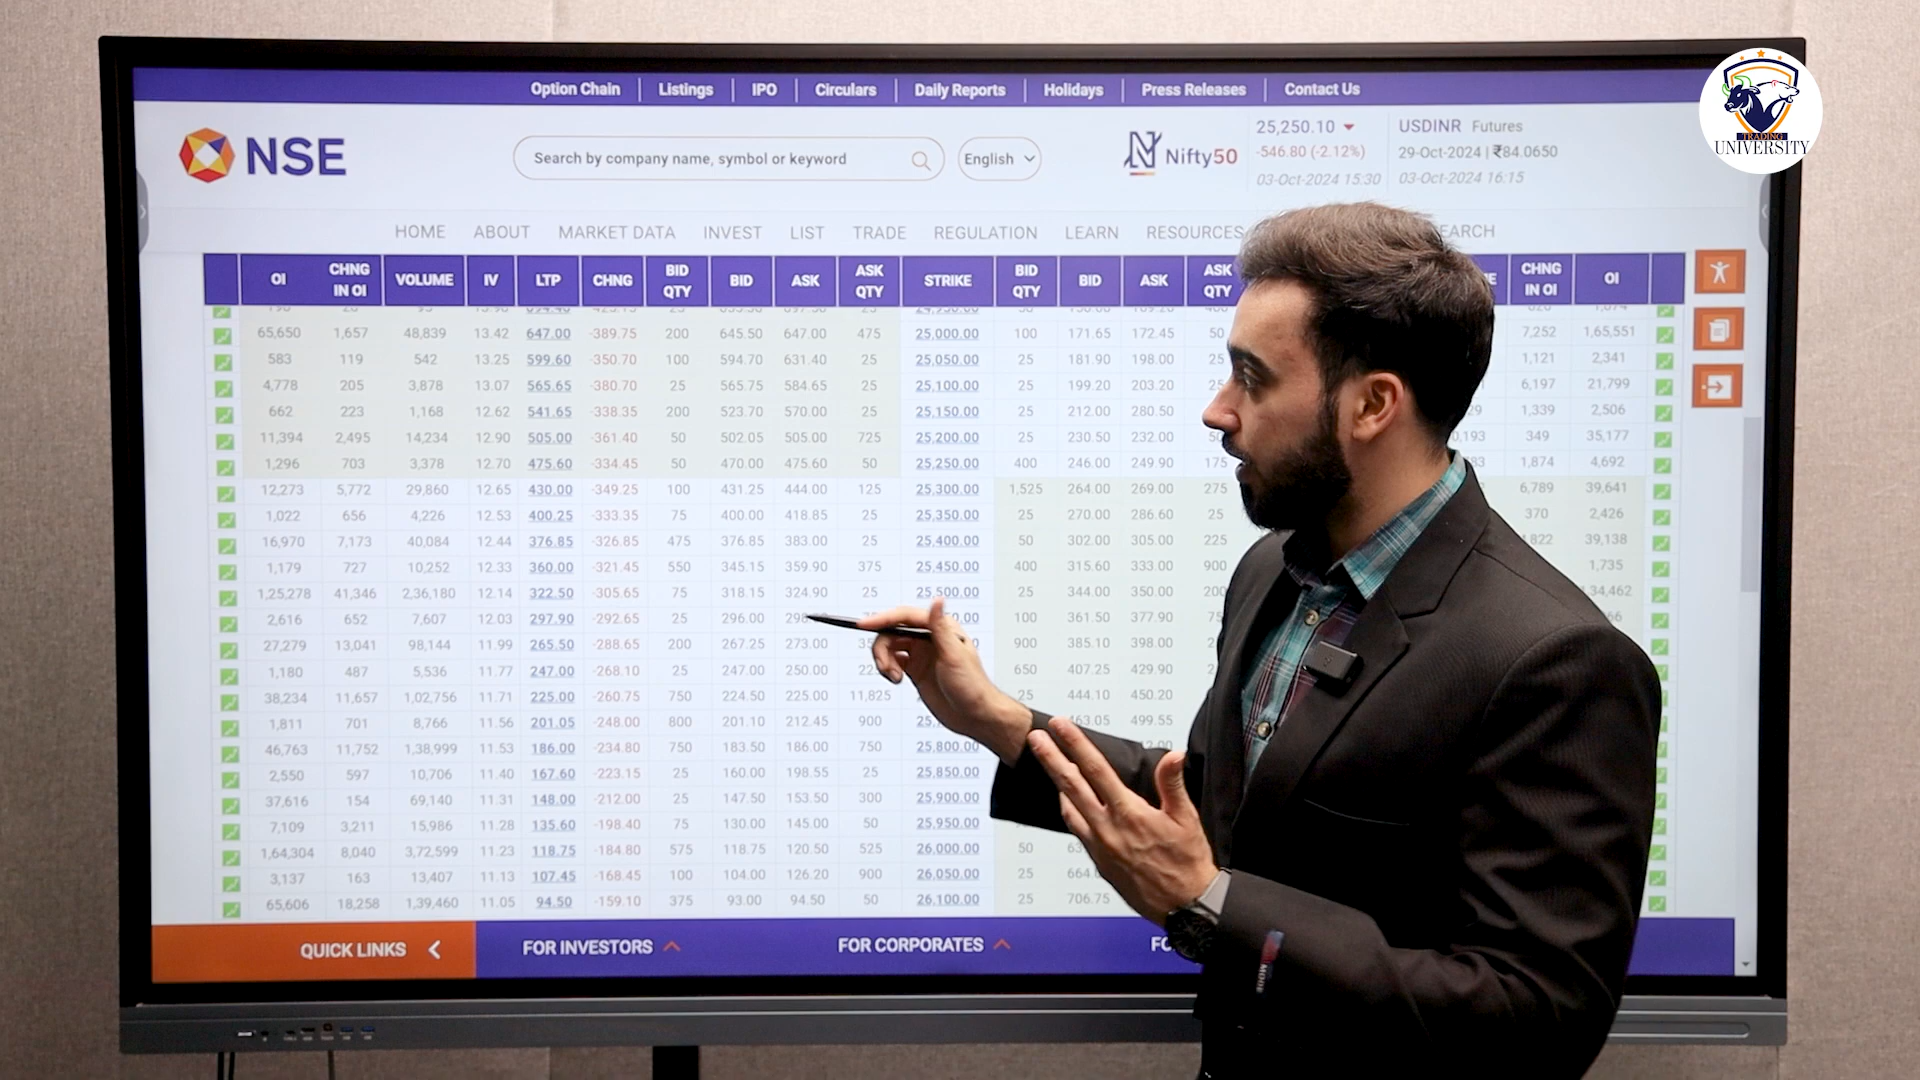 Option Chain Listings IPO Circulars Daily Reports Holidays Press Releases Contact Us
TRADING
UNIVERSITY
NSE
Search by company name, symbol or keyword
English
Nifty50
25,250.10
-546.80 (-2.12%)
03-Oct-2024 15:30
USDINR Futures
29-Oct-2024 | ₹84.0650
03-Oct-2024 16:15
HOME ABOUT MARKET DATA INVEST LIST TRADE REGULATION LEARN RESOURCES
OI CHNG IN OI VOLUME IV LTP CHNG BID QTY BID ASK ASK QTY STRIKE BID QTY BID ASK ASK QTY CHNG IN OI OI
65,650 1,657 48,839 13.42 647.00 -389.75 200 645.50 647.00 475 25,000.00 100 171.65 172.45 50 7,252 1,65,551
583 119 542 13.25 599.60 -350.70 100 594.70 631.40 25 25,050.00 25 181.90 198.00 25 1,121 2,341
4,778 205 3,878 13.07 565.65 -380.70 25 565.75 584.65 25 25,100.00 25 199.20 203.20 25 6,197 21,799
662 223 1,168 12.62 541.65 -338.35 200 523.70 570.00 25 25,150.00 25 212.00 280.50 25 1,339 2,506
11,394 2,495 14,234 12.90 505.00 -361.40 50 502.05 505.00 725 25,200.00 25 230.50 232.00 349 35,177
1,296 703 3,378 12.70 475.60 -334.45 50 470.00 475.60 50 25,250.00 400 246.00 249.90 175 1,874 4,692
12,273 5,772 29,860 12.65 430.00 -349.25 100 431.25 444.00 125 25,300.00 1,525 264.00 269.00 275 6,789 39,641
1,022 656 4,226 12.53 400.25 -333.35 75 400.00 418.85 25 25,350.00 25 270.00 286.60 25 370 2,426
16,970 7,173 40,084 12.44 376.85 -326.85 475 376.85 383.00 25 25,400.00 50 302.00 305.00 225 39,138
1,179 727 10,252 12.33 360.00 -321.45 550 345.15 359.90 375 25,450.00 400 315.60 333.00 900 1,735
1,25,278 41,346 2,36,180 12.14 322.50 -305.65 75 318.15 324.90 25 25,500.00 25 344.00 350.00 200
2,616 652 7,607 12.03 297.90 -292.65 25 296.00 100 361.50 377.90
27,279 13,041 98,144 11.99 265.50 -288.65 200 267.25 273.00 900 385.10 398.00
1,180 487 5,536 11.77 247.00 -268.10 25 247.00 250.00 650 407.25 429.90
38,234 11,657 1,02,756 11.71 225.00 -260.75 750 224.50 225.00 11,825 25 444.10 450.20
1,811 701 8,766 11.56 201.05 -248.00 800 201.10 212.45 900 463.05 499.55
46,763 11,752 1,38,999 11.53 186.00 -234.80 750 183.50 186.00 750 25,800.00
2,550 597 10,706 11.40 167.60 -223.15 25 160.00 198.55 25 25,850.00
37,616 154 69,140 11.31 148.00 -212.00 25 147.50 153.50 300 25,900.00
7,109 3,211 15,986 11.28 135.60 -198.40 75 130.00 145.00 50 25,950.00
1,64,304 8,040 3,72,599 11.23 118.75 -184.80 575 118.75 120.50 525 26,000.00 50
3,137 163 13,407 11.13 107.45 -168.45 100 104.00 126.20 900 26,050.00 25
65,606 18,258 1,39,460 11.05 94.50 -159.10 375 93.00 94.50 50 26,100.00 25 706.75
QUICK LINKS FOR INVESTORS FOR CORPORATES